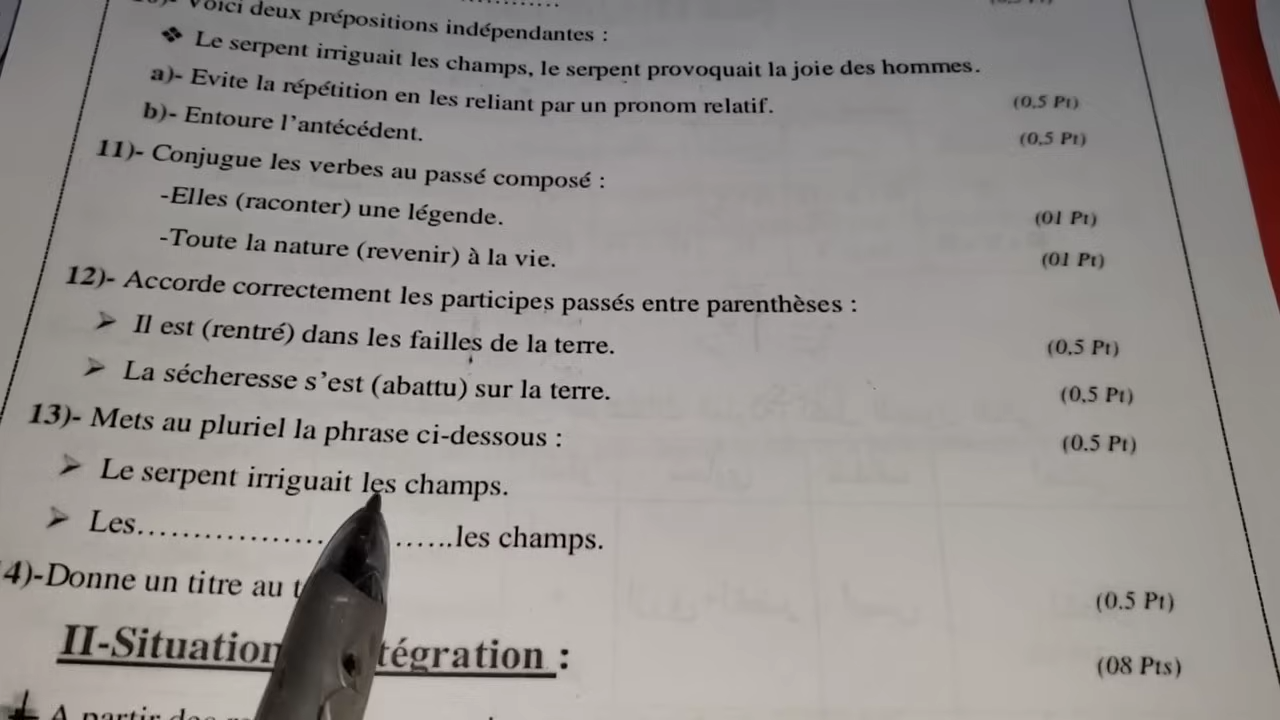 Voici deux prépositions indépendantes :
❖ Le serpent irriguait les champs, le serpent provoquait la joie des hommes.
a)- Evite la répétition en les reliant par un pronom relatif. (0.5 Pt)
b)- Entoure l’antécédent. (0,5 Pt)
11)- Conjugue les verbes au passé composé :
-Elles (raconter) une légende. (01 Pt)
-Toute la nature (revenir) à la vie. (01 Pt)
12)- Accorde correctement les participes passés entre parenthèses :
➢ Il est (rentré) dans les failles de la terre. (0,5 Pt)
➢ La sécheresse s’est (abattu) sur la terre. (0,5 Pt)
13)- Mets au pluriel la phrase ci-dessous : (0.5 Pt)
➢ Le serpent irriguait les champs.
➢ Les.......................les champs.
4)-Donne un titre au (0.5 Pt)
II-Situation tégration : (08 Pts)
A partir